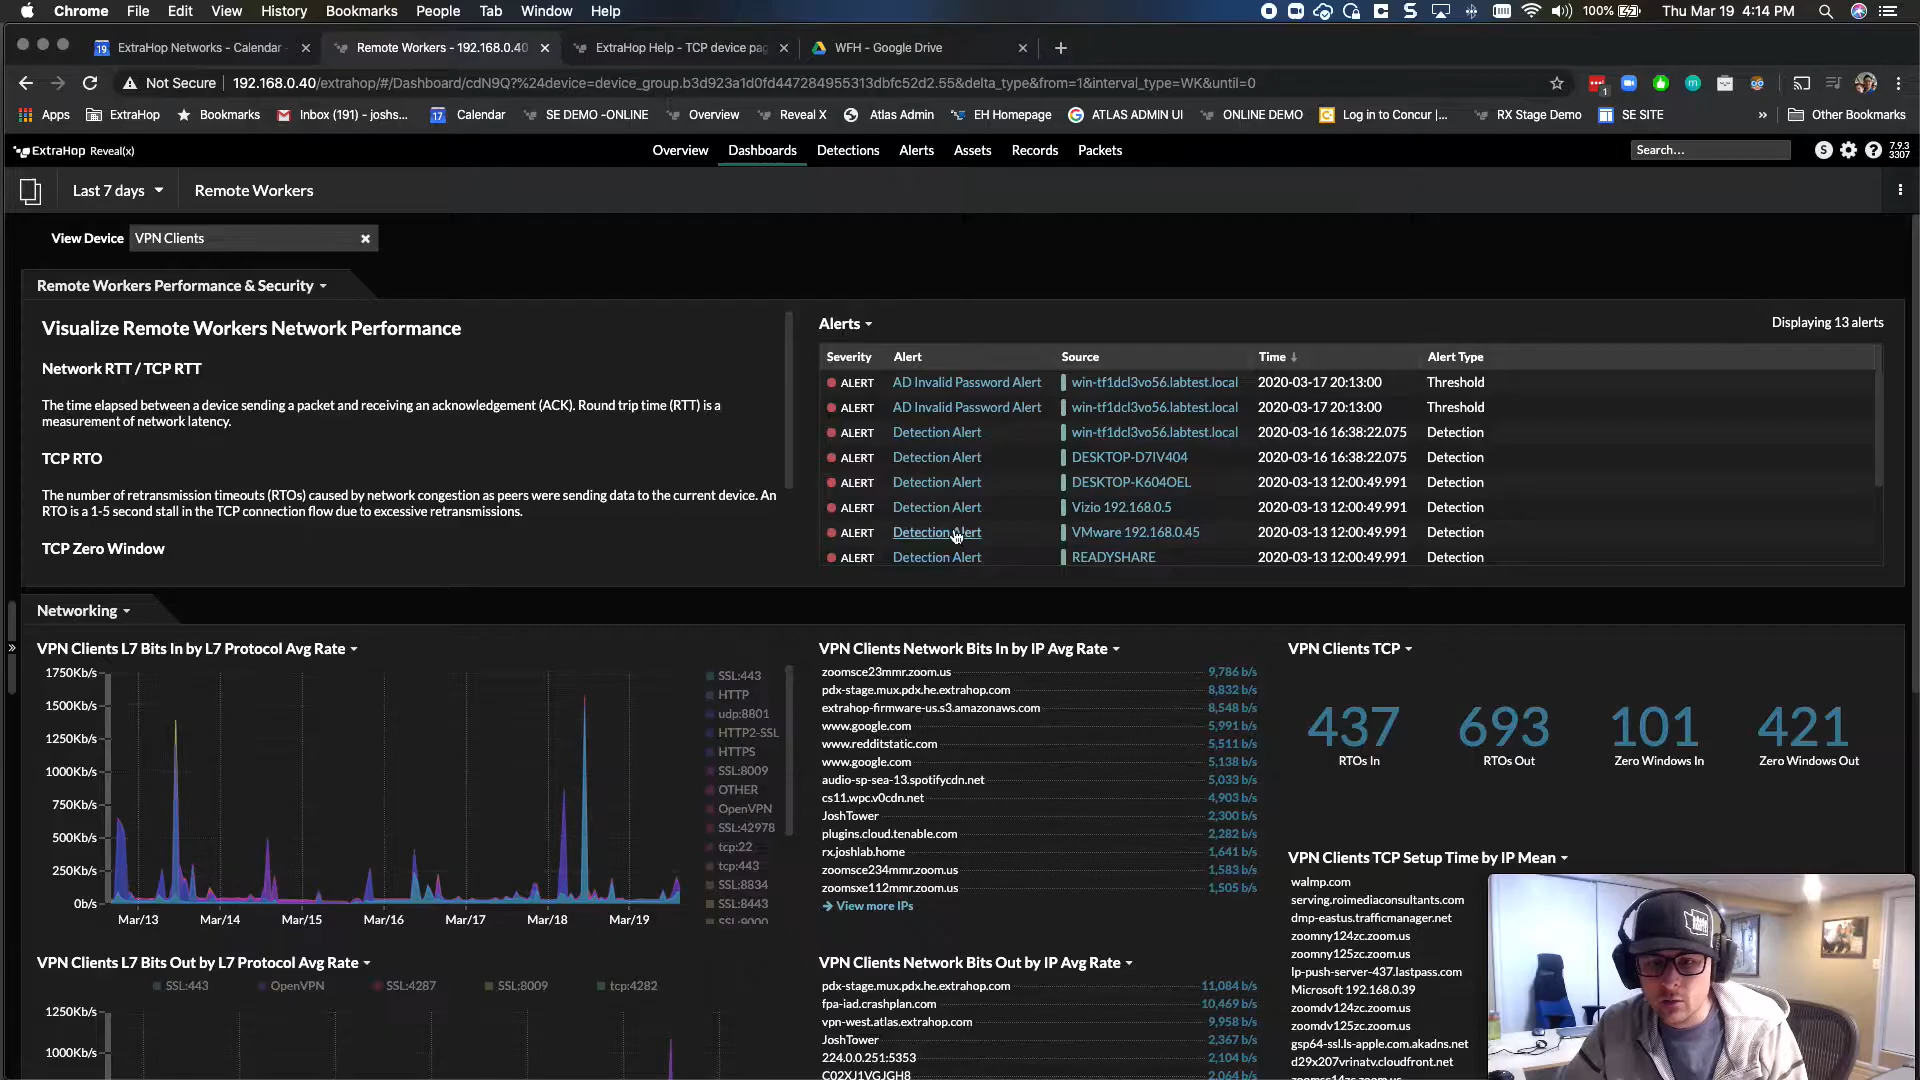 Chrome File Edit View History Bookmarks People Tab Window Help
100% Thu Mar 19 4:14 PM
ExtraHop Networks - Calendar
Remote Workers - 192.168.0.40
ExtraHop Help - TCP device pag
WFH - Google Drive
Not Secure 192.168.0.40/extrahop/#/Dashboard/cdN9Q?%24device=device_group.b3d923a1d0fd447284955313dbfc52d2.55&delta_type&from=1&interval_type=WK&until=0
Apps ExtraHop Bookmarks Inbox (191) - joshs... Calendar SE DEMO -ONLINE Overview Reveal X Atlas Admin EH Homepage ATLAS ADMIN UI ONLINE DEMO Log in to Concur |... RX Stage Demo SE SITE » Other Bookmarks
ExtraHop Reveal(x)
Overview Dashboards Detections Alerts Assets Records Packets
Search...
S
7.9.3
3307
Last 7 days Remote Workers
View Device VPN Clients
Remote Workers Performance & Security
Visualize Remote Workers Network Performance
Network RTT / TCP RTT
The time elapsed between a device sending a packet and receiving an acknowledgement (ACK). Round trip time (RTT) is a
measurement of network latency.
TCP RTO
The number of retransmission timeouts (RTOs) caused by network congestion as peers were sending data to the current device. An
RTO is a 1-5 second stall in the TCP connection flow due to excessive retransmissions.
TCP Zero Window
Alerts
Displaying 13 alerts
Severity Alert Source Time Alert Type
ALERT AD Invalid Password Alert win-tf1dcl3vo56.labtest.local 2020-03-17 20:13:00 Threshold
ALERT AD Invalid Password Alert win-tf1dcl3vo56.labtest.local 2020-03-17 20:13:00 Threshold
ALERT Detection Alert win-tf1dcl3vo56.labtest.local 2020-03-16 16:38:22.075 Detection
ALERT Detection Alert DESKTOP-D7IV404 2020-03-16 16:38:22.075 Detection
ALERT Detection Alert DESKTOP-K604OEL 2020-03-13 12:00:49.991 Detection
ALERT Detection Alert Vizio 192.168.0.5 2020-03-13 12:00:49.991 Detection
ALERT Detection Alert VMware 192.168.0.45 2020-03-13 12:00:49.991 Detection
ALERT Detection Alert READYSHARE 2020-03-13 12:00:49.991 Detection
Networking
VPN Clients L7 Bits In by L7 Protocol Avg Rate
1750Kb/s
1500Kb/s
1250Kb/s
1000Kb/s
750Kb/s
500Kb/s
250Kb/s
0b/s
Mar/13 Mar/14 Mar/15 Mar/16 Mar/17 Mar/18 Mar/19
SSL:443
HTTP
udp:8801
HTTP2-SSL
HTTPS
SSL:8009
OTHER
OpenVPN
SSL:42978
tcp:22
tcp:443
SSL:8834
SSL:8443
SSL:9000
VPN Clients Network Bits In by IP Avg Rate
zoomsce23mmr.zoom.us 9,786 b/s
pdx-stage.mux.pdx.he.extrahop.com 8,832 b/s
extrahop-firmware-us.s3.amazonaws.com 8,548 b/s
www.google.com 5,991 b/s
www.redditstatic.com 5,511 b/s
www.google.com 5,138 b/s
audio-sp-sea-13.spotifycdn.net 5,033 b/s
cs11.wpc.v0cdn.net 4,903 b/s
JoshTower 2,300 b/s
plugins.cloud.tenable.com 2,282 b/s
rx.joshlab.home 1,641 b/s
zoomsce234mmr.zoom.us 1,583 b/s
zoomsxe112mmr.zoom.us 1,505 b/s
View more IPs
VPN Clients TCP
437 693 101 421
RTOs In RTOs Out Zero Windows In Zero Windows Out
VPN Clients TCP Setup Time by IP Mean
walmp.com
serving.roimediaconsultants.com
dmp-eastus.trafficmanager.net
zoomny124zc.zoom.us
zoomny125zc.zoom.us
lp-push-server-437.lastpass.com
Microsoft 192.168.0.39
zoomdv124zc.zoom.us
zoomdv125zc.zoom.us
gsp64-ssl.ls-apple.com.akadns.net
d29x207vrinatv.cloudfront.net
VPN Clients L7 Bits Out by L7 Protocol Avg Rate
SSL:443 OpenVPN SSL:4287 SSL:8009 tcp:4282
1250Kb/s
1000Kb/s
VPN Clients Network Bits Out by IP Avg Rate
pdx-stage.mux.pdx.he.extrahop.com 11,084 b/s
fpa-iad.crashplan.com 10,469 b/s
vpn-west.atlas.extrahop.com 9,958 b/s
JoshTower 2,367 b/s
224.0.0.251:5353 2,104 b/s
C02XJ1VGJGH8 2,064 b/s